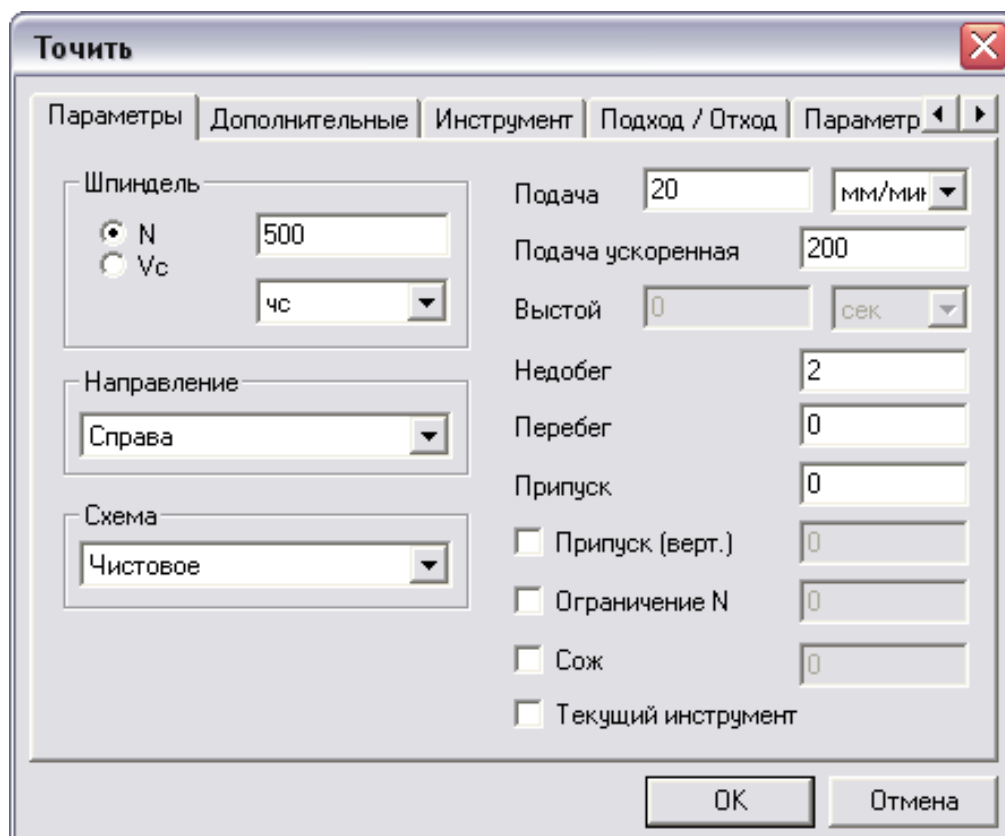 Точить
Параметры Дополнительные Инструмент Подход / Отход Параметр
Шпиндель
N 500
Vc
чс
Направление
Справа
Схема
Чистовое
Подача 20 мм/мин
Подача ускоренная 200
Выстой 0 сек
Недобег 2
Перебег 0
Припуск 0
Припуск (верт.) 0
Ограничение N 0
Сож 0
Текущий инструмент
OK Отмена